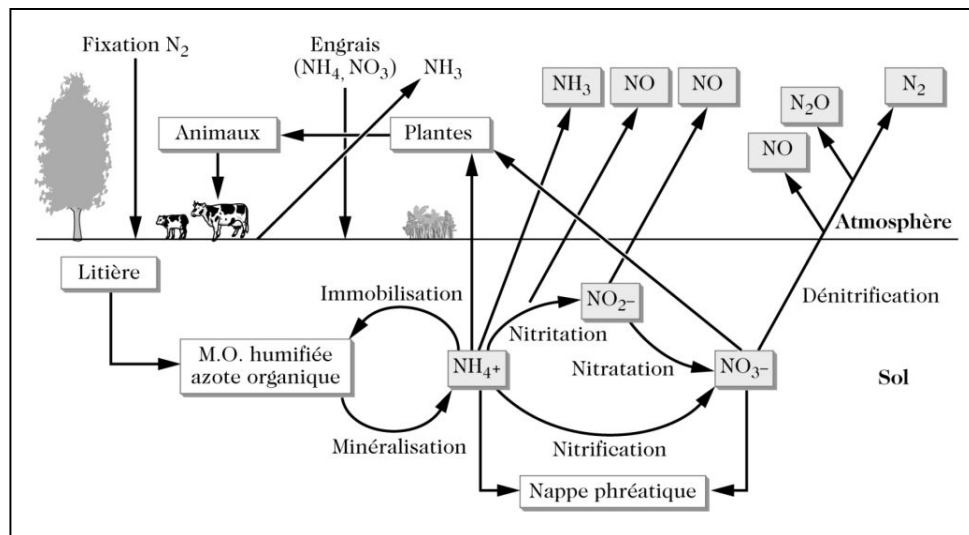 Fixation N₂
Engrais
(NH₄, NO₃)
NH₃
NH₃
NO
NO
N₂O
N₂
Animaux
Plantes
NO
Atmosphère
Litière
Immobilisation
NO₂–
Dénitrification
Nitritation
M.O. humifiée
azote organique
NH₄+
Nitratation
NO₃–
Sol
Minéralisation
Nitrification
Nappe phréatique